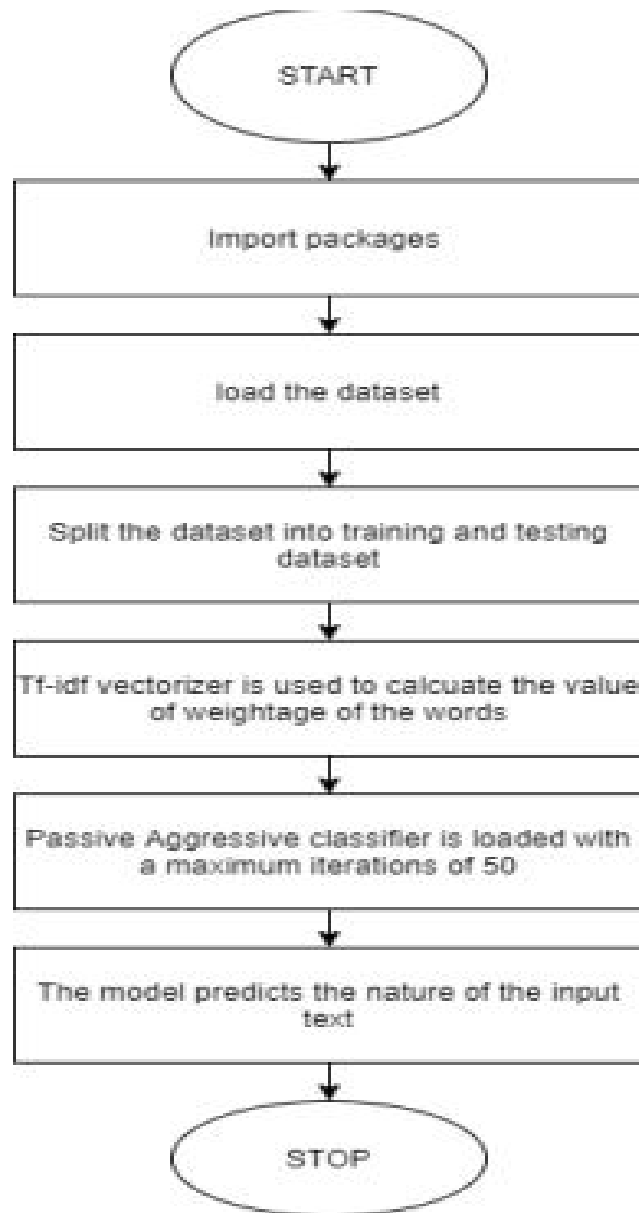 START
Import packages
load the dataset
Split the dataset into training and testing
dataset
Tf-idf vectorizer is used to calcuate the value
of weightage of the words
Passive Aggressive classifier is loaded with
a maximum iterations of 50
The model predicts the nature of the input
text
STOP